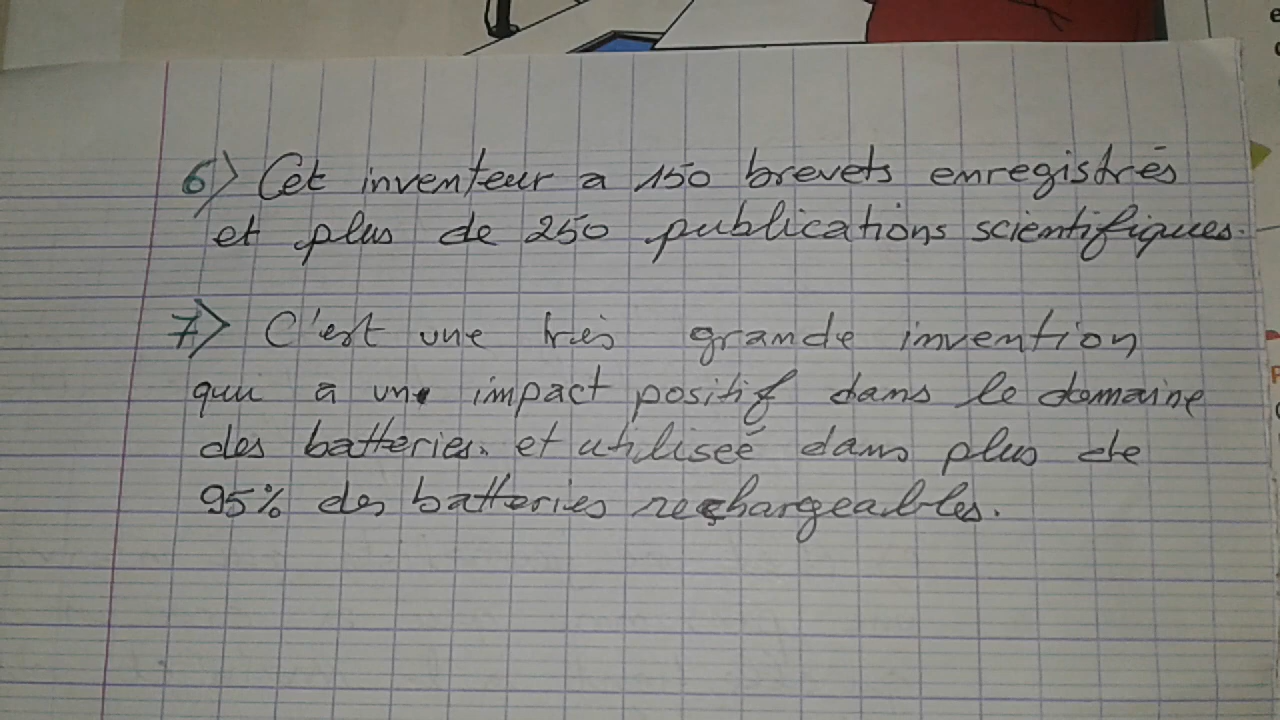 6) Cet inventeur a 150 brevets enregistrés
et plus de 250 publications scientifiques.
7) C'est une très grande invention
qui a un impact positif dans le domaine
des batteries. et utiliseé dans plus de
95% des batteries rechargeables.